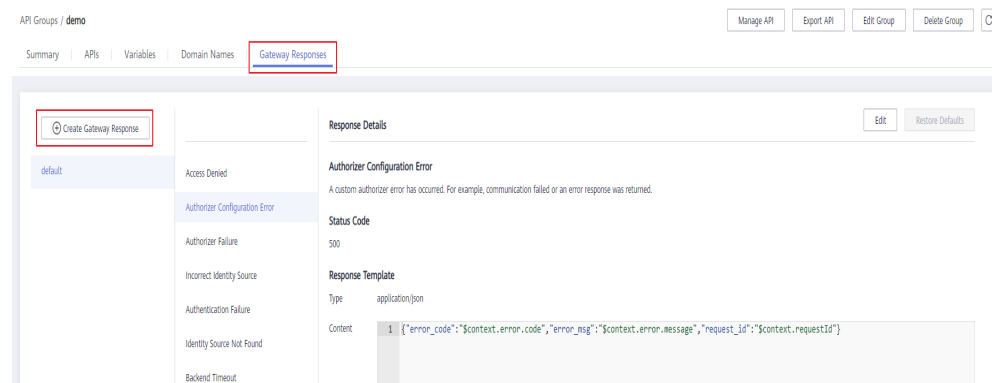 API Groups / demo
Manage API Export API Edit Group Delete Group
Summary APIs Variables Domain Names Gateway Responses
Create Gateway Response
default
Access Denied
Authorizer Configuration Error
Authorizer Failure
Incorrect Identity Source
Authentication Failure
Identity Source Not Found
Backend Timeout
Response Details
Edit Restore Defaults
Authorizer Configuration Error
A custom authorizer error has occurred. For example, communication failed or an error response was returned.
Status Code
500
Response Template
Type application/json
Content 1 {"error_code":"$context.error.code","error_msg":"$context.error.message","request_id":"$context.requestId"}